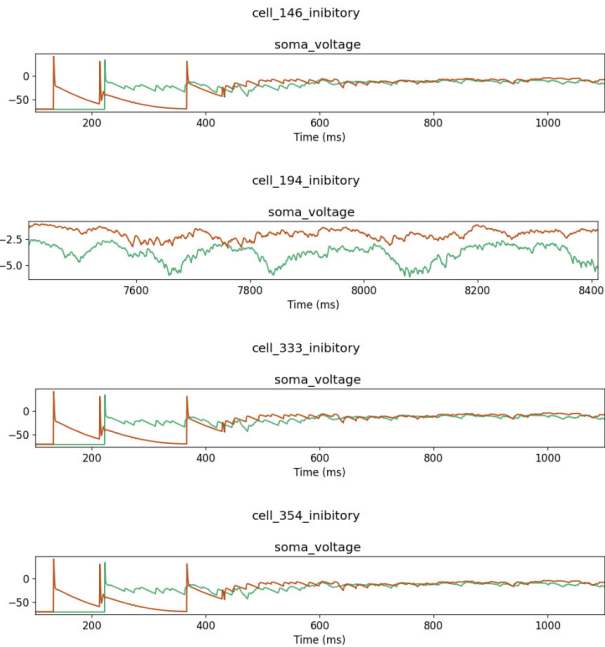 cell_146_inibitory
soma_voltage
0
−50
200 400 600 800 1000
Time (ms)
cell_194_inibitory
soma_voltage
−2.5
−5.0
7600 7800 8000 8200 8400
Time (ms)
cell_333_inibitory
soma_voltage
0
−50
200 400 600 800 1000
Time (ms)
cell_354_inibitory
soma_voltage
0
−50
200 400 600 800 1000
Time (ms)